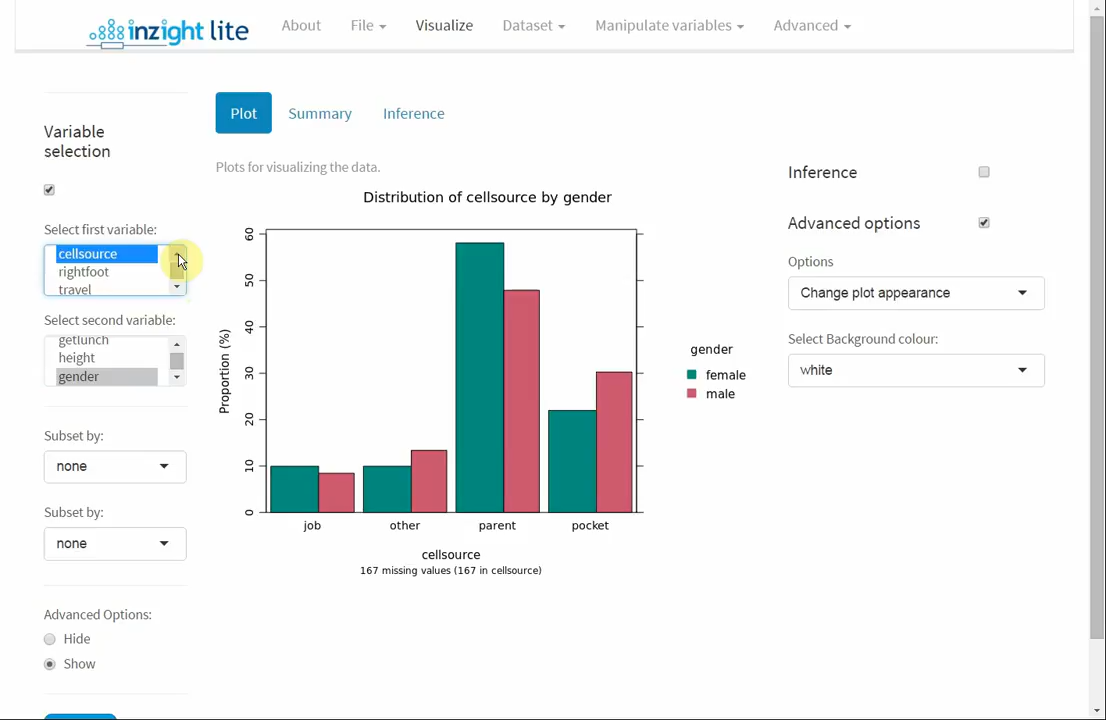 inzight lite
About
File
Visualize
Dataset
Manipulate variables
Advanced
Variable
selection
Select first variable:
cellsource
rightfoot
travel
Select second variable:
getlunch
height
gender
Subset by:
none
Subset by:
none
Advanced Options:
Hide
Show
Plot
Summary
Inference
Plots for visualizing the data.
Distribution of cellsource by gender
Proportion (%)
60
50
40
30
20
10
0
job
other
parent
pocket
cellsource
167 missing values (167 in cellsource)
gender
female
male
Inference
Advanced options
Options
Change plot appearance
Select Background colour:
white